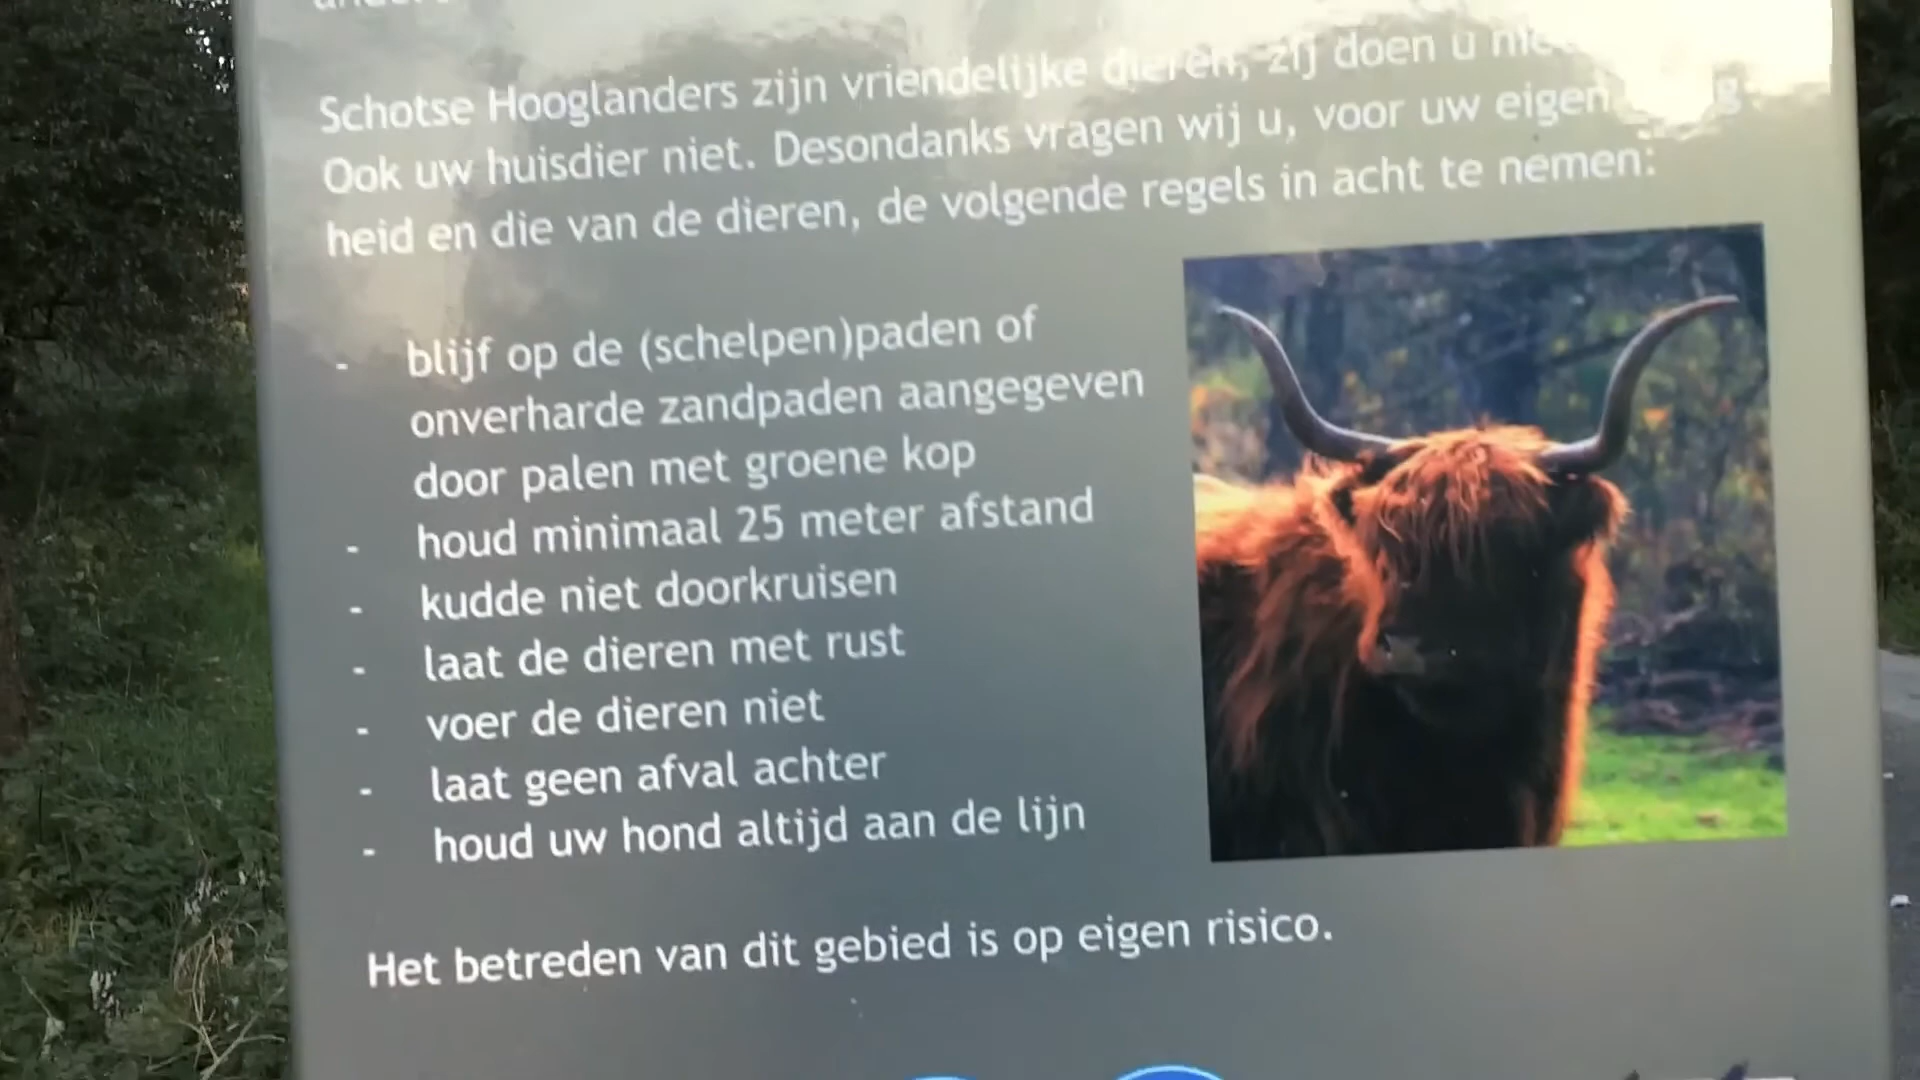 Schotse Hooglanders zijn vriendelijke dieren, zij doen u
Ook uw huisdier niet. Desondanks vragen wij u, voor uw eigen
heid en die van de dieren, de volgende regels in acht te nemen:
- blijf op de (schelpen)paden of
onverharde zandpaden aangegeven
door palen met groene kop
- houd minimaal 25 meter afstand
- kudde niet doorkruisen
- laat de dieren met rust
- voer de dieren niet
- laat geen afval achter
- houd uw hond altijd aan de lijn
Het betreden van dit gebied is op eigen risico.